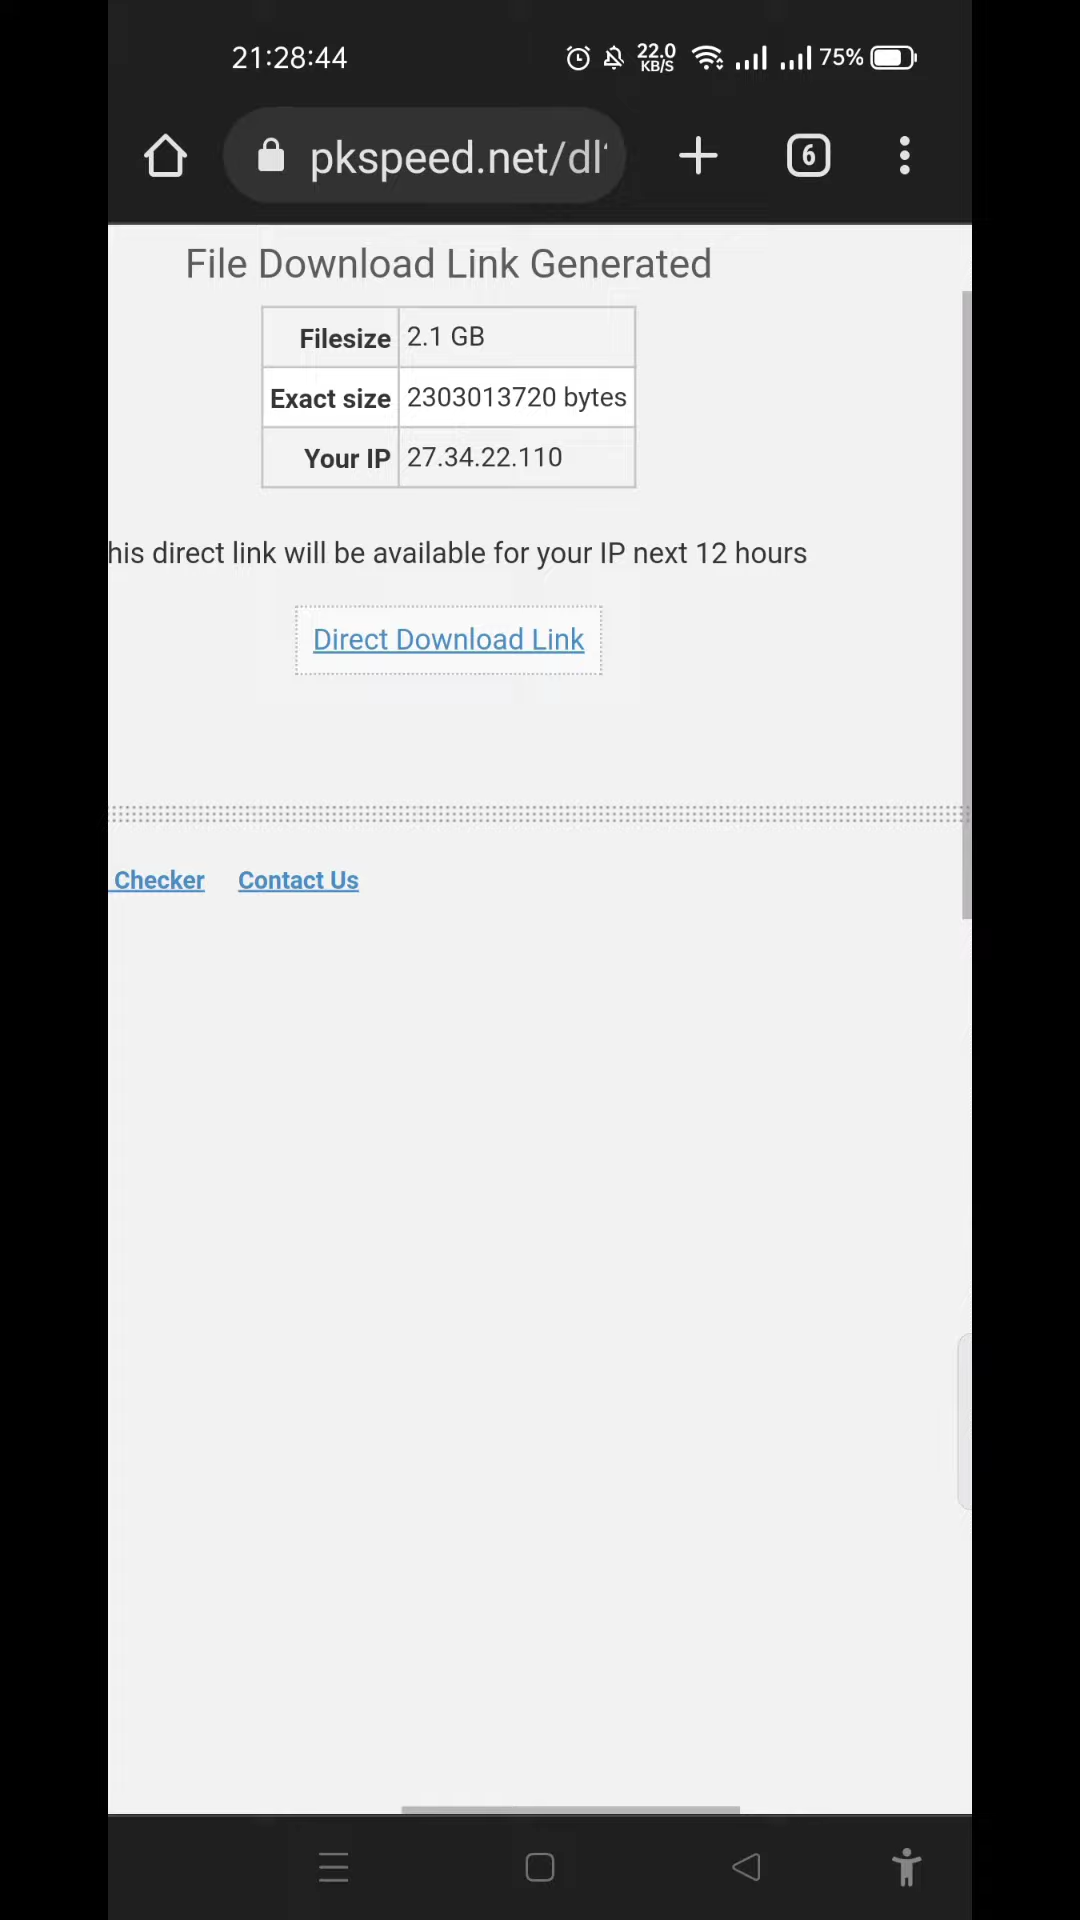 21:28:44
22.0
KB/S
75%
pkspeed.net/dl
6
File Download Link Generated
Filesize 2.1 GB
Exact size 2303013720 bytes
Your IP 27.34.22.110
his direct link will be available for your IP next 12 hours
Direct Download Link
Checker Contact Us